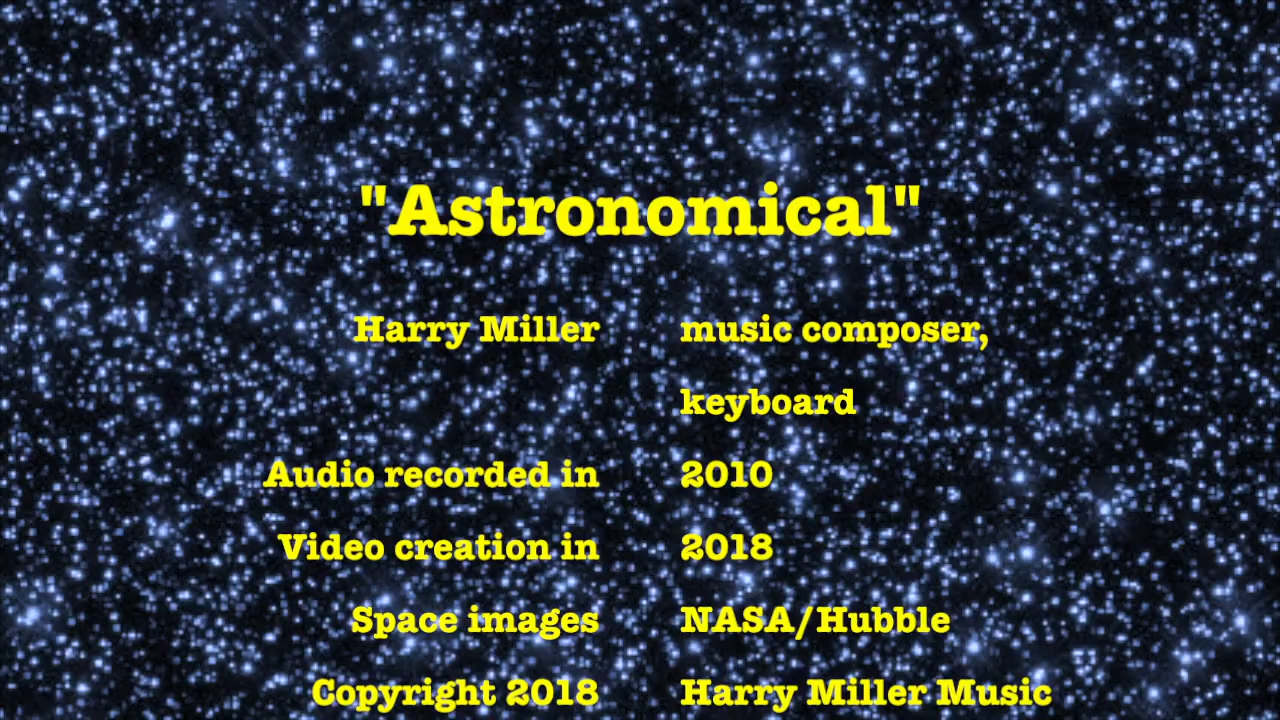 "Astronomical"
Harry Miller music composer,
keyboard
Audio recorded in 2010
Video creation in 2018
Space images NASA/Hubble
Copyright 2018 Harry Miller Music